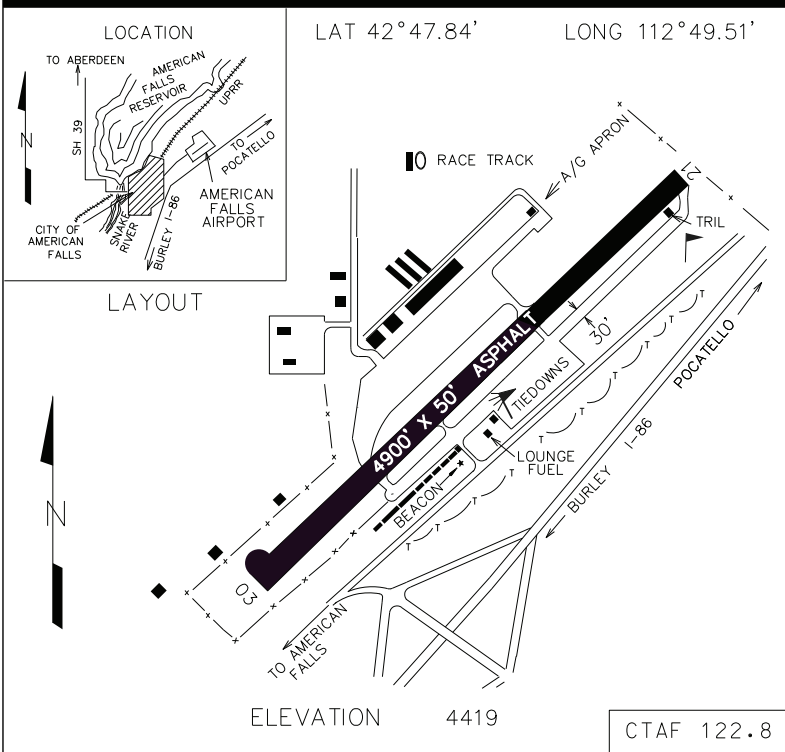 LOCATION
LAT 42°47.84'
LONG 112°49.51'
TO ABERDEEN
AMERICAN
FALLS
RESERVOIR
UPRR
SH 39
N
TO
POCATELLO
AMERICAN
FALLS
AIRPORT
CITY OF
AMERICAN
FALLS
SNAKE
RIVER
BURLEY I-86
LAYOUT
RACE TRACK
A/G APRON
21
TRIL
30'
4900' X 50' ASPHALT
TIEDOWNS
POCATELLO
LOUNGE
FUEL
BEACON
BURLEY I-86
T
T
T
T
T
T
T
T
N
03
TO AMERICAN
FALLS
ELEVATION 4419
CTAF 122.8